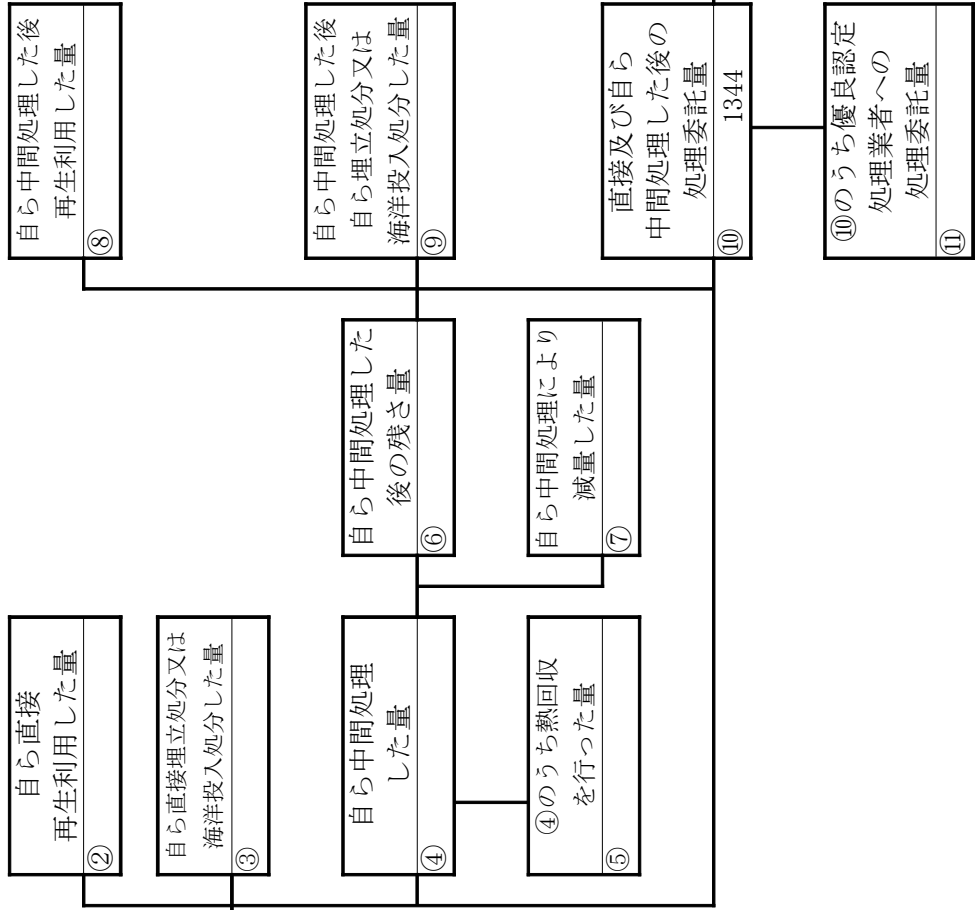 自ら直接
再生利用した量
②
自ら直接埋立処分又は
海洋投入処分した量
③
自ら中間処理
した量
④
④のうち熱回収
を行った量
⑤
自ら中間処理した
後の残さ量
⑥
自ら中間処理により
減量した量
⑦
自ら中間処理した後
再生利用した量
⑧
自ら中間処理した後
自ら埋立処分又は
海洋投入処分した量
⑨
直接及び自ら
中間処理した後の
処理委託量
⑩ 1344
⑩のうち優良認定
処理業者への
処理委託量
⑪